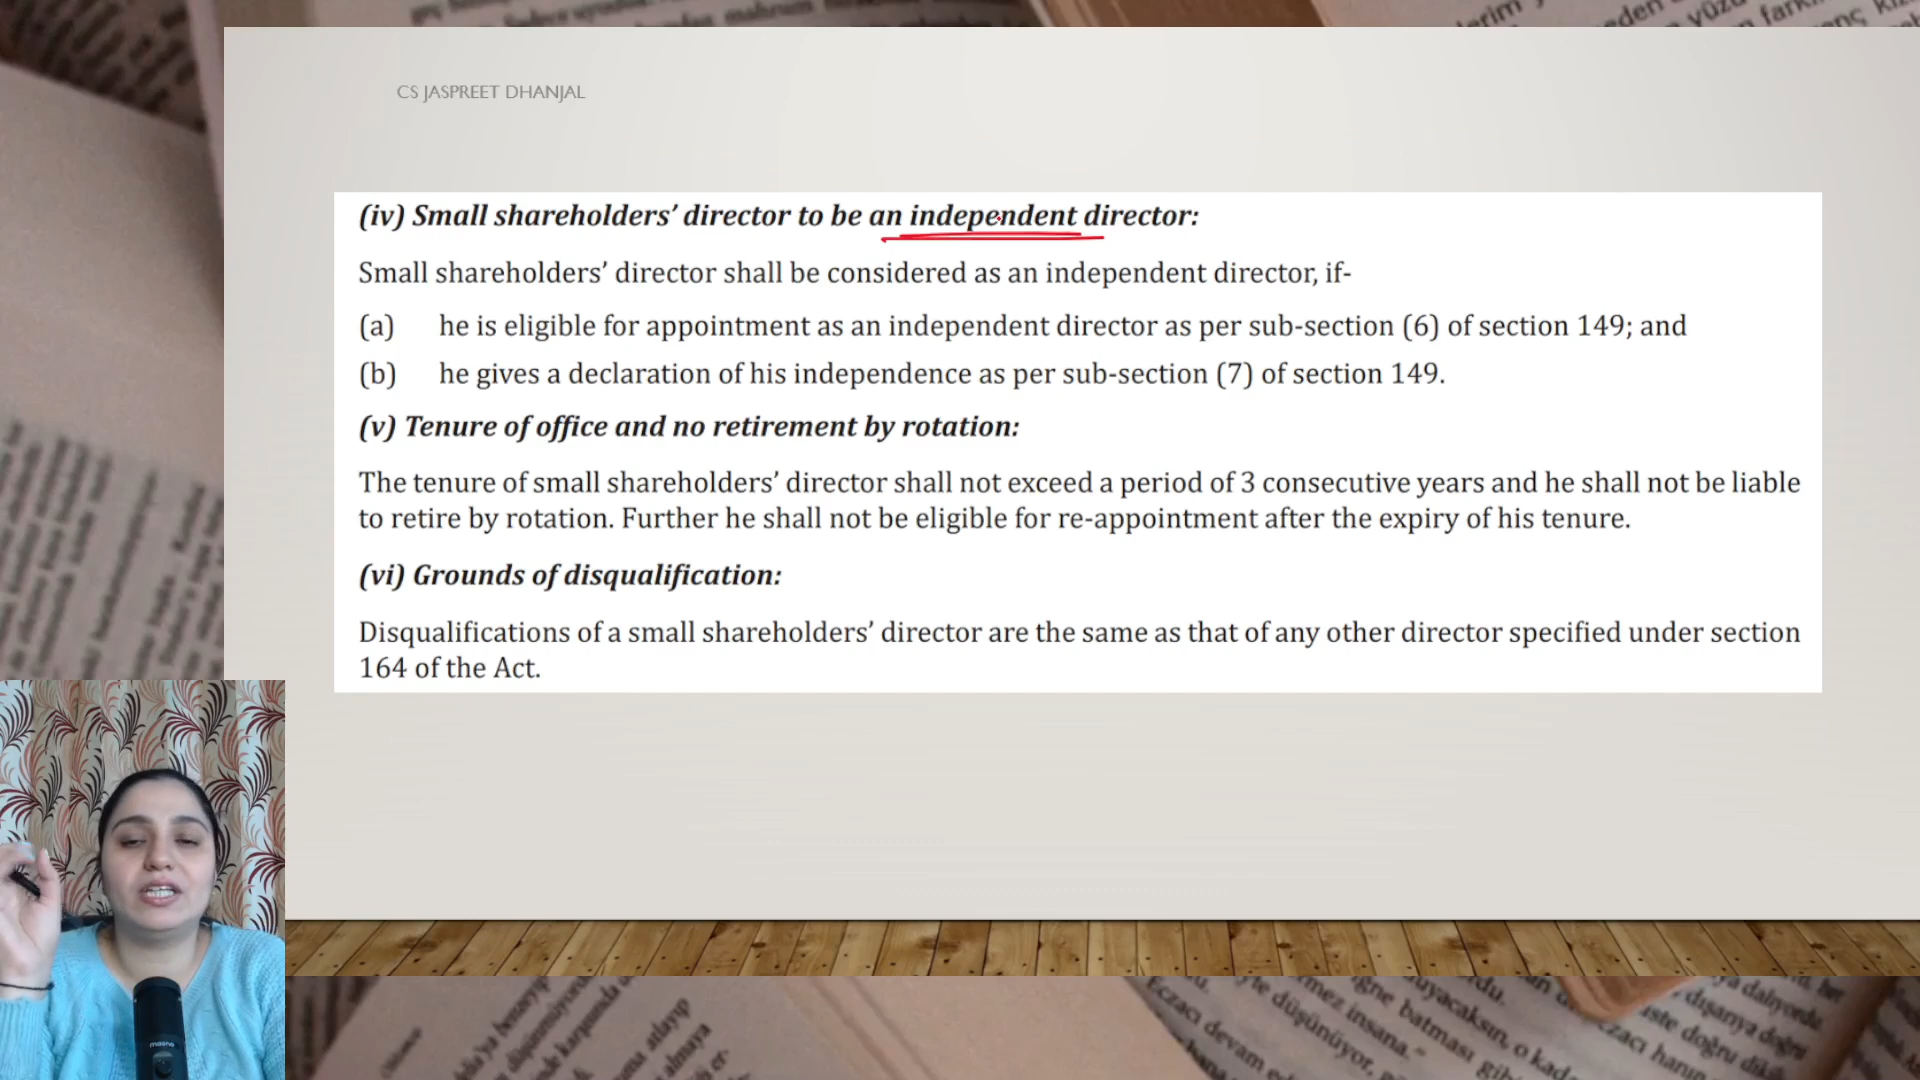 CS JASPREET DHANJAL
(iv) Small shareholders’ director to be an independent director:
Small shareholders’ director shall be considered as an independent director, if-
(a) he is eligible for appointment as an independent director as per sub-section (6) of section 149; and
(b) he gives a declaration of his independence as per sub-section (7) of section 149.
(v) Tenure of office and no retirement by rotation:
The tenure of small shareholders’ director shall not exceed a period of 3 consecutive years and he shall not be liable
to retire by rotation. Further he shall not be eligible for re-appointment after the expiry of his tenure.
(vi) Grounds of disqualification:
Disqualifications of a small shareholders’ director are the same as that of any other director specified under section
164 of the Act.